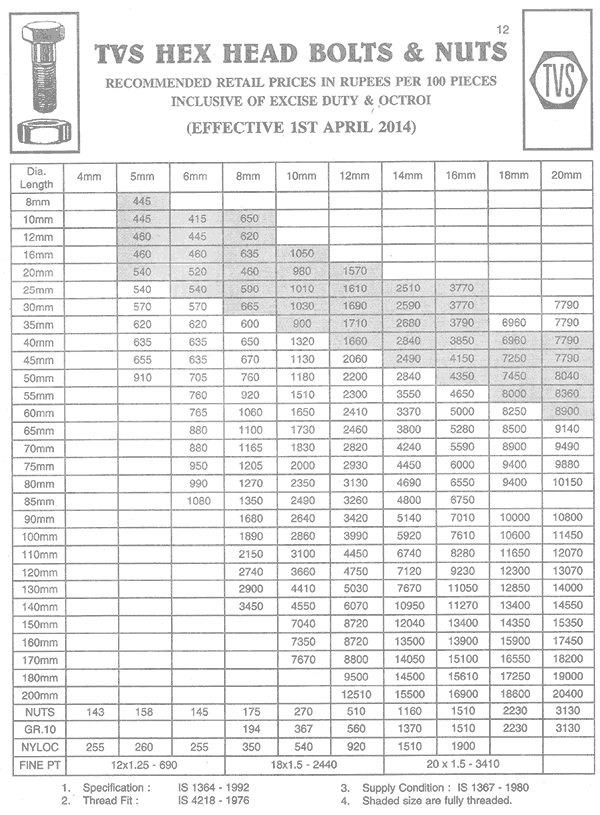 12
TVS HEX HEAD BOLTS & NUTS
RECOMMENDED RETAIL PRICES IN RUPEES PER 100 PIECES
INCLUSIVE OF EXCISE DUTY & OCTROI
(EFFECTIVE 1ST APRIL 2014)
TVS
Dia. Length 4mm 5mm 6mm 8mm 10mm 12mm 14mm 16mm 18mm 20mm
8mm 445
10mm 445 415 650
12mm 460 445 620
16mm 460 460 635 1050
20mm 540 520 460 980 1570
25mm 540 540 590 1010 1610 2510 3770
30mm 570 570 665 1030 1690 2590 3770 7790
35mm 620 620 600 900 1710 2680 3790 6960 7790
40mm 635 635 650 1320 1660 2840 3850 6960 7790
45mm 655 635 670 1130 2060 2490 4150 7250 7790
50mm 910 705 760 1180 2200 2840 4350 7450 8040
55mm 760 920 1510 2300 3550 4650 8000 8360
60mm 765 1060 1650 2410 3370 5000 8250 8900
65mm 880 1100 1730 2460 3800 5280 8500 9140
70mm 880 1165 1830 2820 4240 5590 8900 9490
75mm 950 1205 2000 2930 4450 6000 9400 9880
80mm 990 1270 2350 3130 4690 6550 9400 10150
85mm 1080 1350 2490 3260 4800 6750
90mm 1680 2640 3420 5140 7010 10000 10800
100mm 1890 2860 3990 5920 7610 10600 11450
110mm 2150 3100 4450 6740 8280 11650 12070
120mm 2740 3660 4750 7120 9230 12300 13070
130mm 2900 4410 5030 7670 11050 12850 14000
140mm 3450 4550 6070 10950 11270 13400 14550
150mm 7040 8720 12040 13400 14350 15350
160mm 7350 8720 13500 13900 15900 17450
170mm 7670 8800 14050 15100 16550 18200
180mm 9500 14500 15610 17250 19000
200mm 12510 15500 16900 18600 20400
NUTS 143 158 145 175 270 510 1160 1510 2230 3130
GR.10 194 367 560 1370 1510 2230 3130
NYLOC 255 260 255 350 540 920 1510 1900
FINE PT 12x1.25 - 690 18x1.5 - 2440 20 x 1.5 - 3410
1. Specification : IS 1364 - 1992 3. Supply Condition : IS 1367 - 1980
2. Thread Fit : IS 4218 - 1976 4. Shaded size are fully threaded.